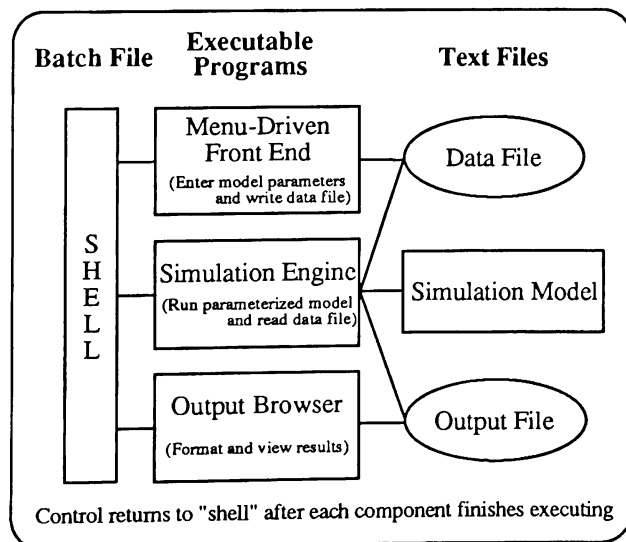 Batch File
Executable
Programs
Text Files
SHELL
Menu-Driven
Front End
(Enter model parameters
and write data file)
Data File
Simulation Engine
(Run parameterized model
and read data file)
Simulation Model
Output Browser
(Format and view results)
Output File
Control returns to "shell" after each component finishes executing